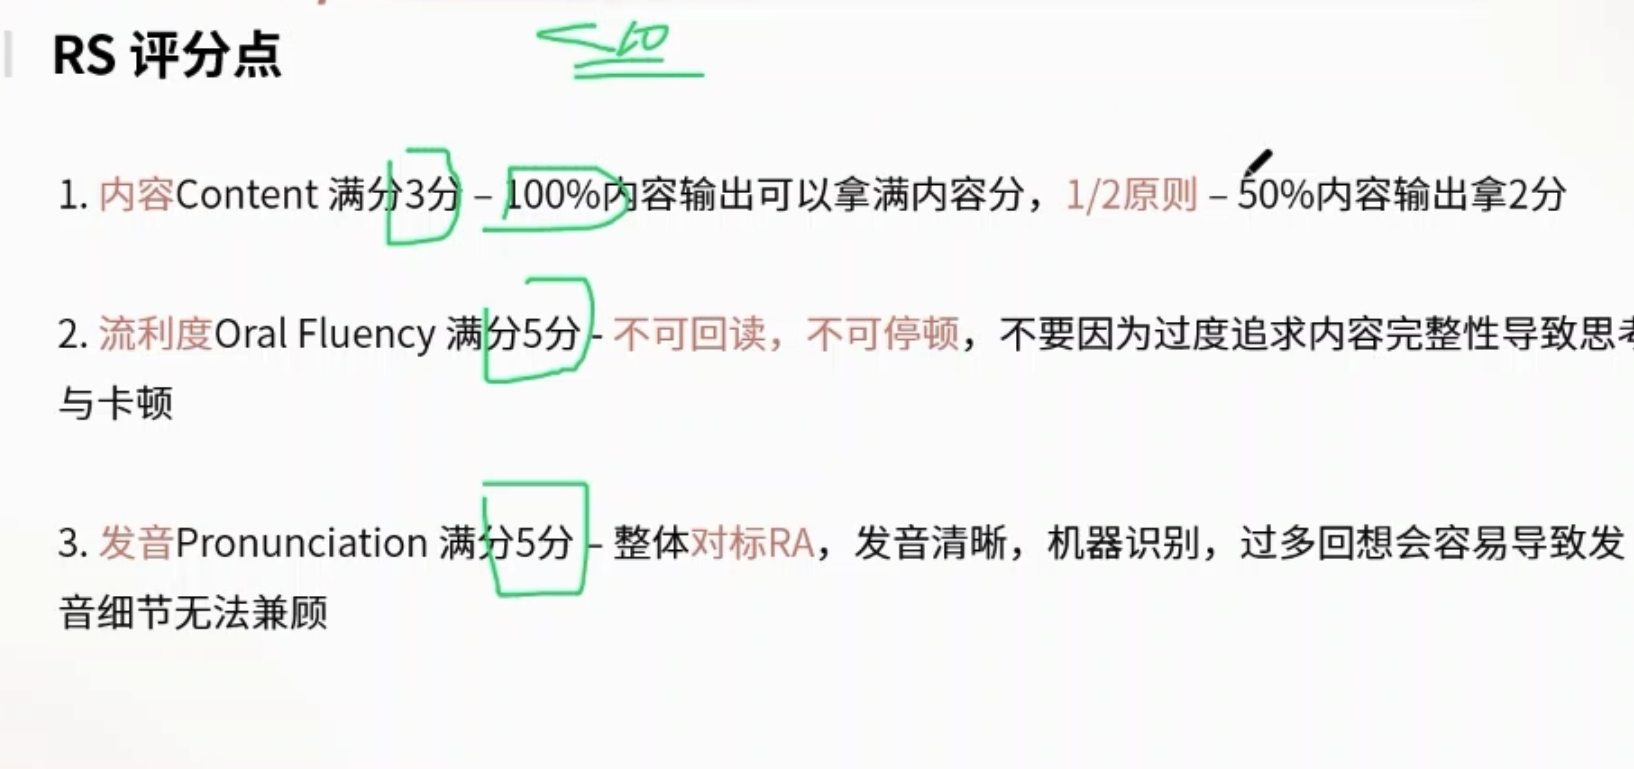 RS 评分点
<10
1. 内容Content 满分3分 – 100%内容输出可以拿满内容分，1/2原则 – 50%内容输出拿2分
2. 流利度Oral Fluency 满分5分 - 不可回读，不可停顿，不要因为过度追求内容完整性导致思考
与卡顿
3. 发音Pronunciation 满分5分 – 整体对标RA，发音清晰，机器识别，过多回想会容易导致发
音细节无法兼顾